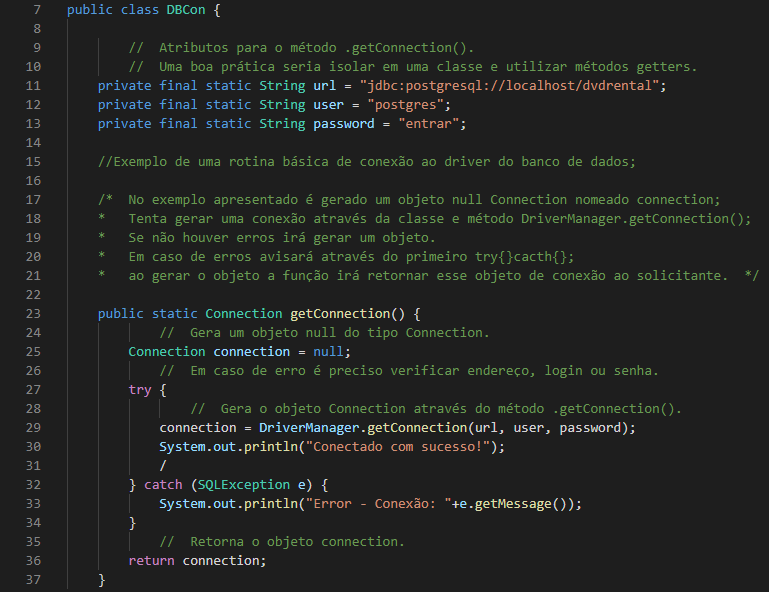 7 public class DBCon {
8
9 // Atributos para o método .getConnection().
10 // Uma boa prática seria isolar em uma classe e utilizar métodos getters.
11 private final static String url = "jdbc:postgresql://localhost/dvdrental";
12 private final static String user = "postgres";
13 private final static String password = "entrar";
14
15 //Exemplo de uma rotina básica de conexão ao driver do banco de dados;
16
17 /* No exemplo apresentado é gerado um objeto null Connection nomeado connection;
18 * Tenta gerar uma conexão através da classe e método DriverManager.getConnection();
19 * Se não houver erros irá gerar um objeto.
20 * Em caso de erros avisará através do primeiro try{}cacth{};
21 * ao gerar o objeto a função irá retornar esse objeto de conexão ao solicitante. */
22
23 public static Connection getConnection() {
24 // Gera um objeto null do tipo Connection.
25 Connection connection = null;
26 // Em caso de erro é preciso verificar endereço, login ou senha.
27 try {
28 // Gera o objeto Connection através do método .getConnection().
29 connection = DriverManager.getConnection(url, user, password);
30 System.out.println("Conectado com sucesso!");
31 /
32 } catch (SQLException e) {
33 System.out.println("Error - Conexão: "+e.getMessage());
34 }
35 // Retorna o objeto connection.
36 return connection;
37 }